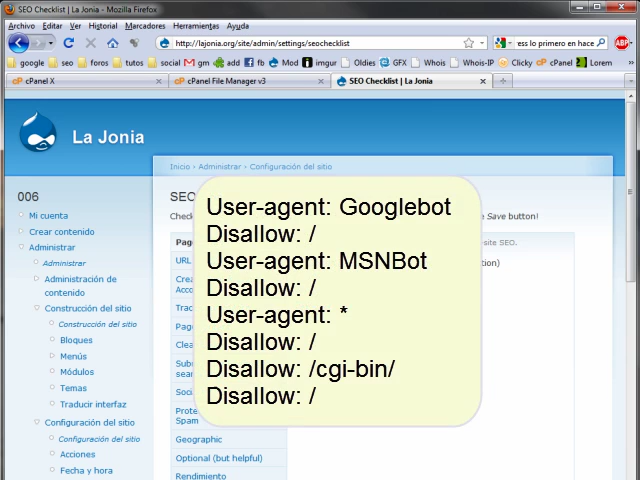 SEO Checklist | La Jonia - Mozilla Firefox
Archivo Editar Ver Historial Marcadores Herramientas Ayuda
http://lajonia.org/site/admin/settings/seochecklist
ess lo primero en hace
ABP
google seo foros tutos social M gm add fb Mod imgur Oldies GFX Whois Whois-IP Clicky cPanel Lorem
cPanel X
cPanel File Manager v3
SEO Checklist | La Jonia
La Jonia
Inicio › Administrar › Configuración del sitio
006
Mi cuenta
Crear contenido
Administrar
Administrar
Administración de
contenido
Construcción del sitio
Construcción del sitio
Bloques
Menús
Módulos
Temas
Traducir interfaz
Configuración del sitio
Configuración del sitio
Acciones
Fecha y hora
SEO
Check
Save button!
Pag
site SEO.
URL
tion)
Crea
Acco
Trac
Page
Clea
Subm
sear
Soci
Prote
Spam
Geographic
Optional (but helpful)
Rendimiento
User-agent: Googlebot
Disallow: /
User-agent: MSNBot
Disallow: /
User-agent: *
Disallow: /
Disallow: /cgi-bin/
Disallow: /